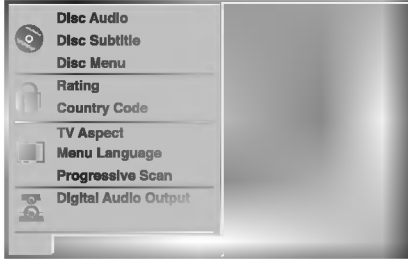 Disc Audio
Disc Subtitle
Disc Menu
Rating
Country Code
TV Aspect
Menu Language
Progressive Scan
Digital Audio Output